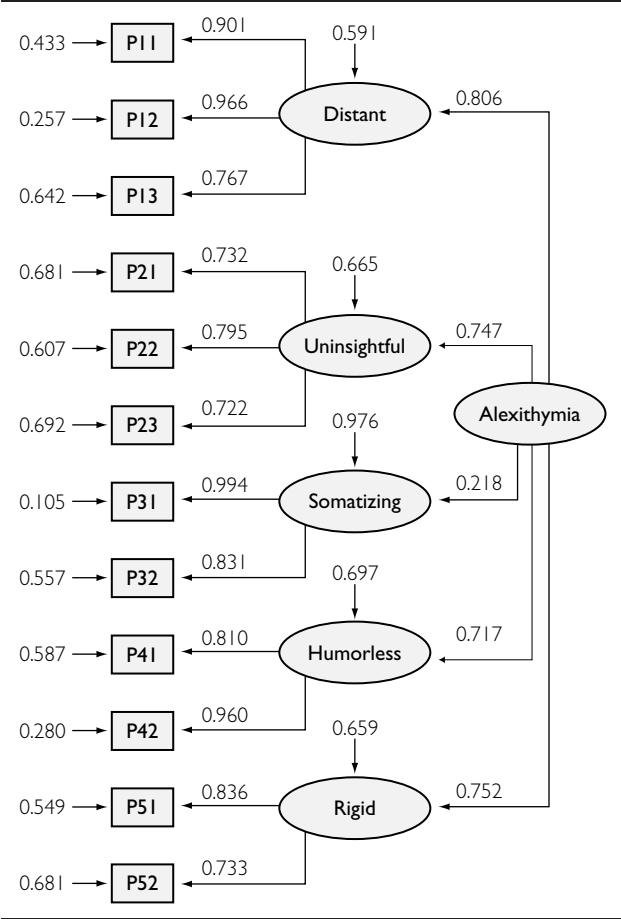 0.433 P11 0.901 0.591
0.257 P12 0.966 Distant 0.806
0.642 P13 0.767
0.681 P21 0.732 0.665
0.607 P22 0.795 Uninsightful 0.747
0.692 P23 0.722 Alexithymia
0.976
0.105 P31 0.994 Somatizing 0.218
0.557 P32 0.831 0.697
0.587 P41 0.810 Humorless 0.717
0.280 P42 0.960 0.659
0.549 P51 0.836 Rigid 0.752
0.681 P52 0.733